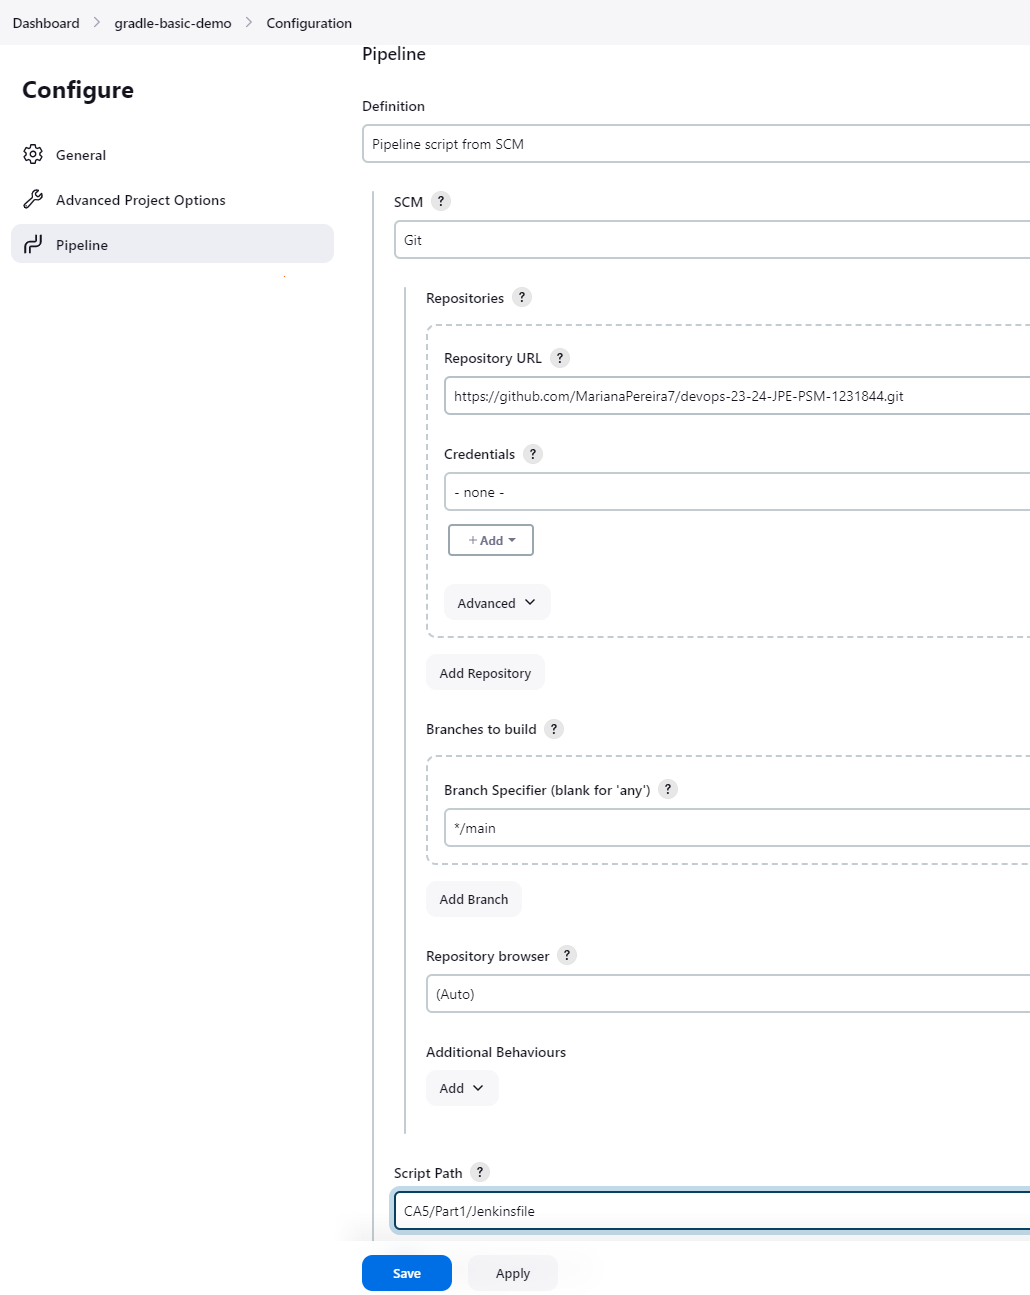 Dashboard > gradle-basic-demo > Configuration
Configure
General
Advanced Project Options
Pipeline
Pipeline
Definition
Pipeline script from SCM
SCM ?
Git
Repositories ?
Repository URL ?
https://github.com/MarianaPereira7/devops-23-24-JPE-PSM-1231844.git
Credentials ?
- none -
+ Add
Advanced
Add Repository
Branches to build ?
Branch Specifier (blank for 'any') ?
*/main
Add Branch
Repository browser ?
(Auto)
Additional Behaviours
Add
Script Path ?
CA5/Part1/Jenkinsfile
Save Apply